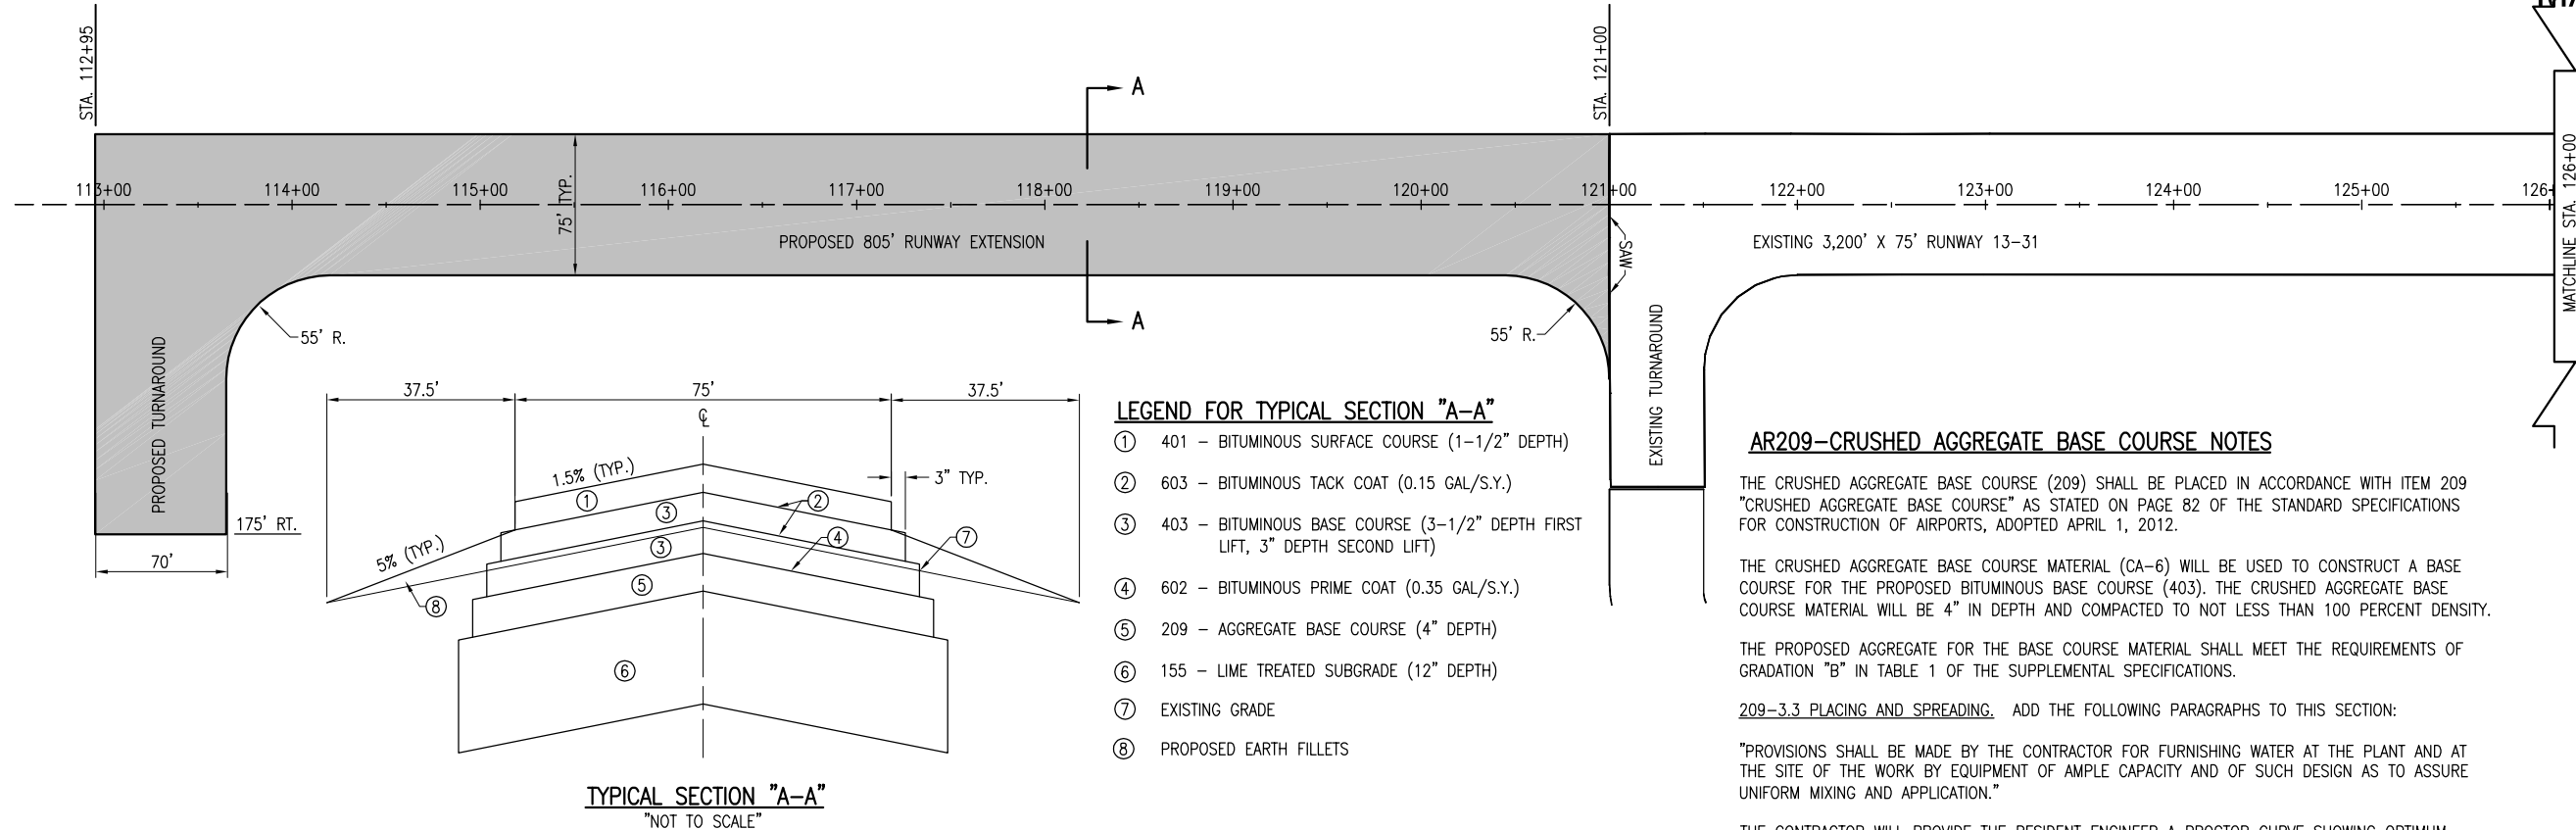 STA. 112+95
STA. 121+00
A
113+00 114+00 115+00 116+00 117+00 118+00 119+00 120+00 121+00 122+00 123+00 124+00 125+00 126+
75' TYP.
PROPOSED 805' RUNWAY EXTENSION
SAW
EXISTING 3,200' X 75' RUNWAY 13-31
MATCHLINE STA. 126+00
A
55' R.
55' R.
PROPOSED TURNAROUND
EXISTING TURNAROUND
175' RT.
70'
37.5' 75' 37.5'
℄
1.5% (TYP.)
3" TYP.
5% (TYP.)
1
2
3
3
4
5
6
7
8
TYPICAL SECTION "A-A"
"NOT TO SCALE"
LEGEND FOR TYPICAL SECTION "A-A"
1 401 - BITUMINOUS SURFACE COURSE (1-1/2" DEPTH)
2 603 - BITUMINOUS TACK COAT (0.15 GAL/S.Y.)
3 403 - BITUMINOUS BASE COURSE (3-1/2" DEPTH FIRST
LIFT, 3" DEPTH SECOND LIFT)
4 602 - BITUMINOUS PRIME COAT (0.35 GAL/S.Y.)
5 209 - AGGREGATE BASE COURSE (4" DEPTH)
6 155 - LIME TREATED SUBGRADE (12" DEPTH)
7 EXISTING GRADE
8 PROPOSED EARTH FILLETS
AR209-CRUSHED AGGREGATE BASE COURSE NOTES
THE CRUSHED AGGREGATE BASE COURSE (209) SHALL BE PLACED IN ACCORDANCE WITH ITEM 209
"CRUSHED AGGREGATE BASE COURSE" AS STATED ON PAGE 82 OF THE STANDARD SPECIFICATIONS
FOR CONSTRUCTION OF AIRPORTS, ADOPTED APRIL 1, 2012.
THE CRUSHED AGGREGATE BASE COURSE MATERIAL (CA-6) WILL BE USED TO CONSTRUCT A BASE
COURSE FOR THE PROPOSED BITUMINOUS BASE COURSE (403). THE CRUSHED AGGREGATE BASE
COURSE MATERIAL WILL BE 4" IN DEPTH AND COMPACTED TO NOT LESS THAN 100 PERCENT DENSITY.
THE PROPOSED AGGREGATE FOR THE BASE COURSE MATERIAL SHALL MEET THE REQUIREMENTS OF
GRADATION "B" IN TABLE 1 OF THE SUPPLEMENTAL SPECIFICATIONS.
209-3.3 PLACING AND SPREADING. ADD THE FOLLOWING PARAGRAPHS TO THIS SECTION:
"PROVISIONS SHALL BE MADE BY THE CONTRACTOR FOR FURNISHING WATER AT THE PLANT AND AT
THE SITE OF THE WORK BY EQUIPMENT OF AMPLE CAPACITY AND OF SUCH DESIGN AS TO ASSURE
UNIFORM MIXING AND APPLICATION."
THE CONTRACTOR WILL PROVIDE THE RESIDENT ENGINEER A PROCTOR CURVE SHOWING OPTIMUM